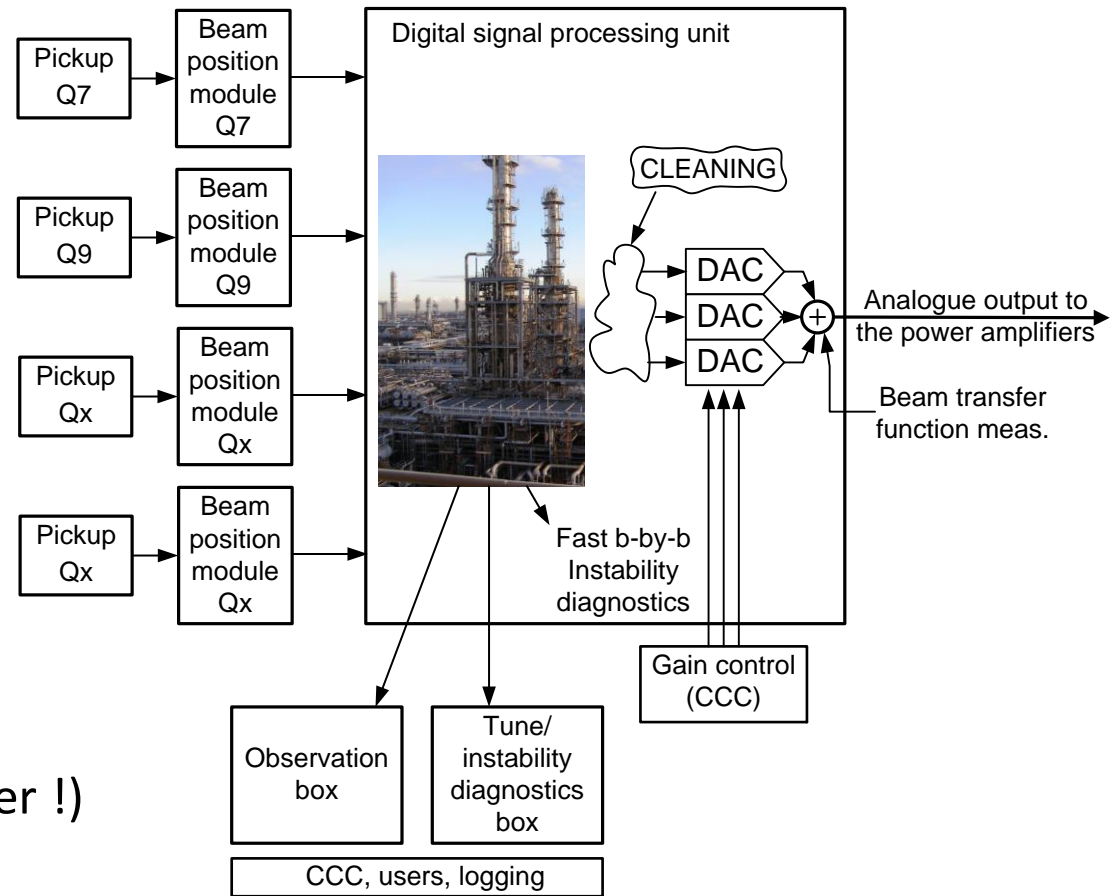 Pickup
Q7
Beam
position
module
Q7
Pickup
Q9
Beam
position
module
Q9
Pickup
Qx
Beam
position
module
Qx
Pickup
Qx
Beam
position
module
Qx
Digital signal processing unit
CLEANING
DAC
DAC
DAC
+
Analogue output to
the power amplifiers
Beam transfer
function meas.
Fast b-by-b
Instability
diagnostics
Gain control
(CCC)
Observation
box
Tune/
instability
diagnostics
box
er !)
CCC, users, logging